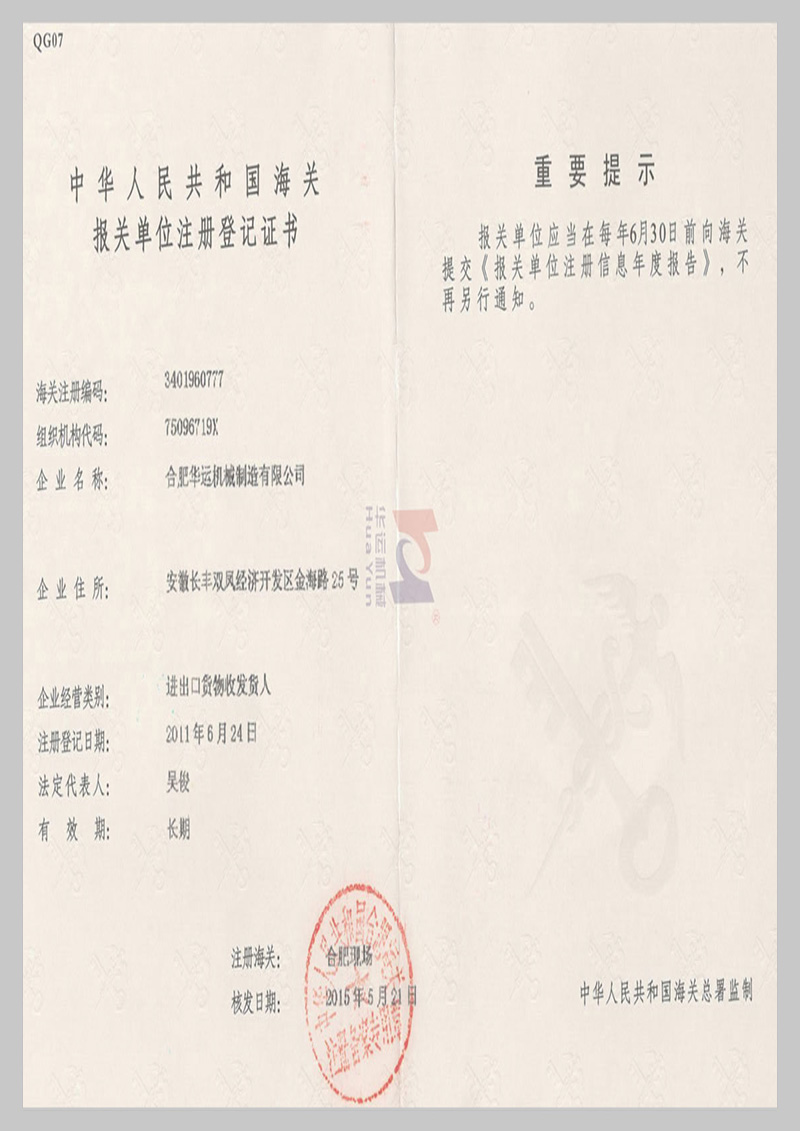 QG07
中华人民共和国海关
报关单位注册登记证书
海关注册编码: 3401960777
组织机构代码: 75096719X
企业名称: 合肥华运机械制造有限公司
企业住所: 安徽长丰双凤经济开发区金海路25号
企业经营类别: 进出口货物收发货人
注册登记日期: 2011年6月24日
法定代表人: 吴俊
有效期: 长期
注册海关: 合肥现场
核发日期: 2015年5月21日
重要提示
报关单位应当在每年6月30日前向海关
提交《报关单位注册信息年度报告》，不
再另行通知。
中华人民共和国海关总署监制
华运机械
HuaYun
®